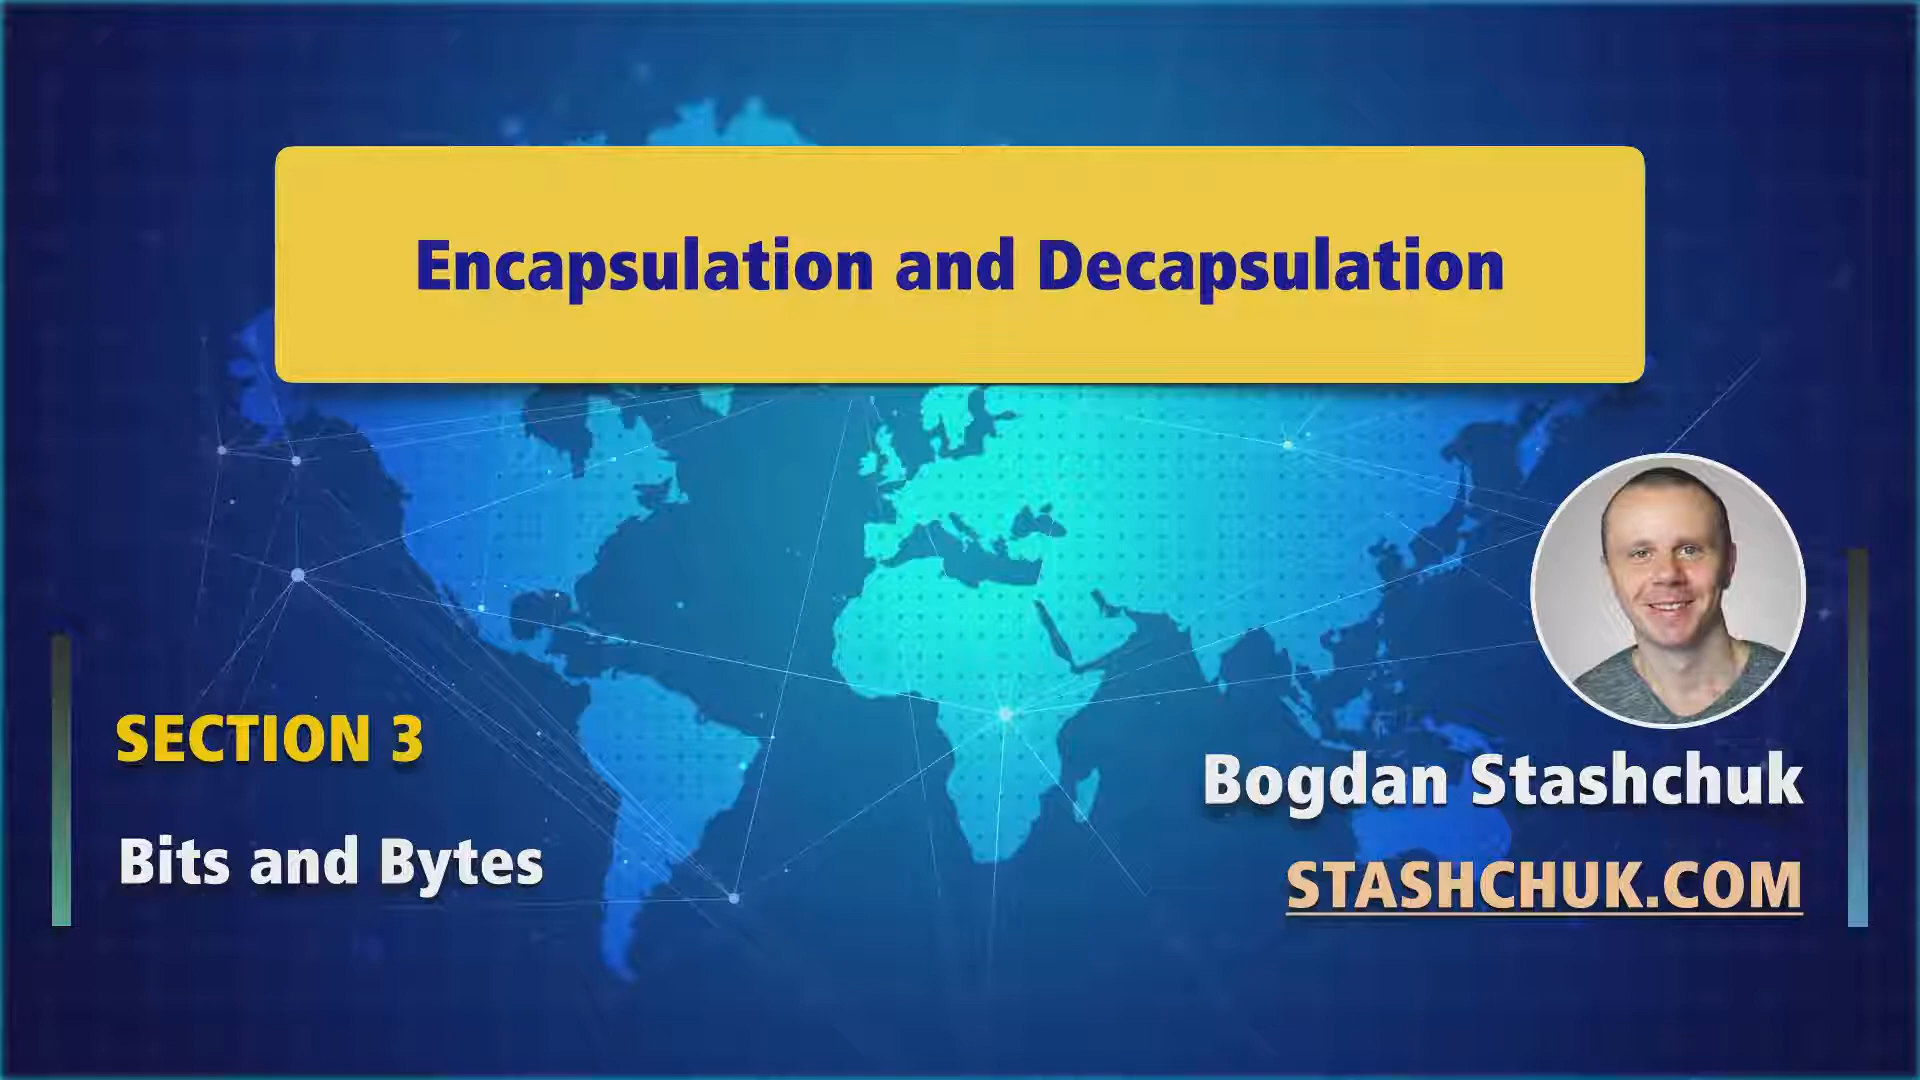 Encapsulation and Decapsulation
SECTION 3
Bits and Bytes
Bogdan Stashchuk
STASHCHUK.COM